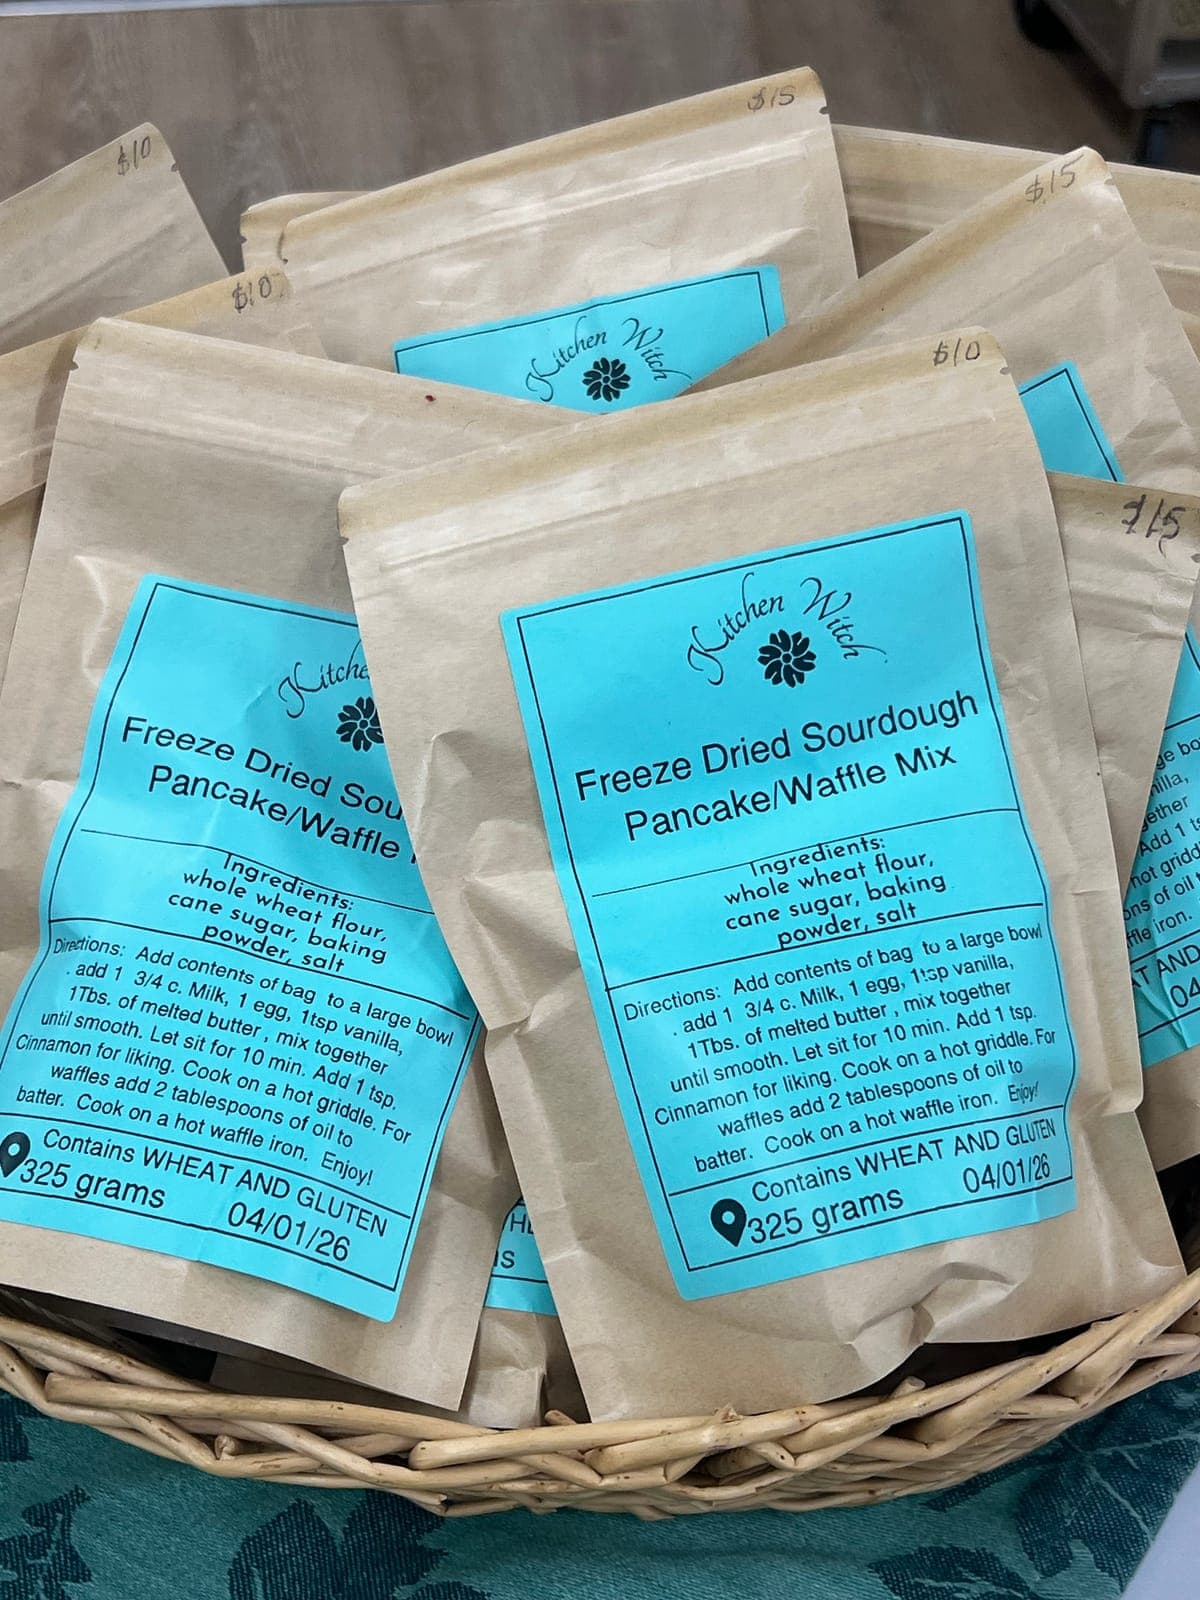 $10
$15
$15
$10
$10
$15
Kitchen Witch
Kitchen Witch
Freeze Dried Sourdough
Pancake/Waffle Mix
Ingredients:
whole wheat flour,
cane sugar, baking
powder, salt
Directions: Add contents of bag to a large bowl
. add 1 3/4 c. Milk, 1 egg, 1tsp vanilla,
1Tbs. of melted butter , mix together
until smooth. Let sit for 10 min. Add 1 tsp.
Cinnamon for liking. Cook on a hot griddle. For
waffles add 2 tablespoons of oil to
batter. Cook on a hot waffle iron. Enjoy!
Contains WHEAT AND GLUTEN
325 grams 04/01/26
Freeze Dried
Pancake/Waffle
Ingredients:
whole wheat flour,
cane sugar, baking
powder, salt
Directions: Add contents of bag to a large bowl
. add 1 3/4 c. Milk, 1 egg, 1tsp vanilla,
1Tbs. of melted butter , mix together
until smooth. Let sit for 10 min. Add 1 tsp.
Cinnamon for liking. Cook on a hot griddle. For
waffles add 2 tablespoons of oil to
batter. Cook on a hot waffle iron. Enjoy!
Contains WHEAT AND GLUTEN
325 grams 04/01/26
Add 1
hot
of oil
iron.
AND